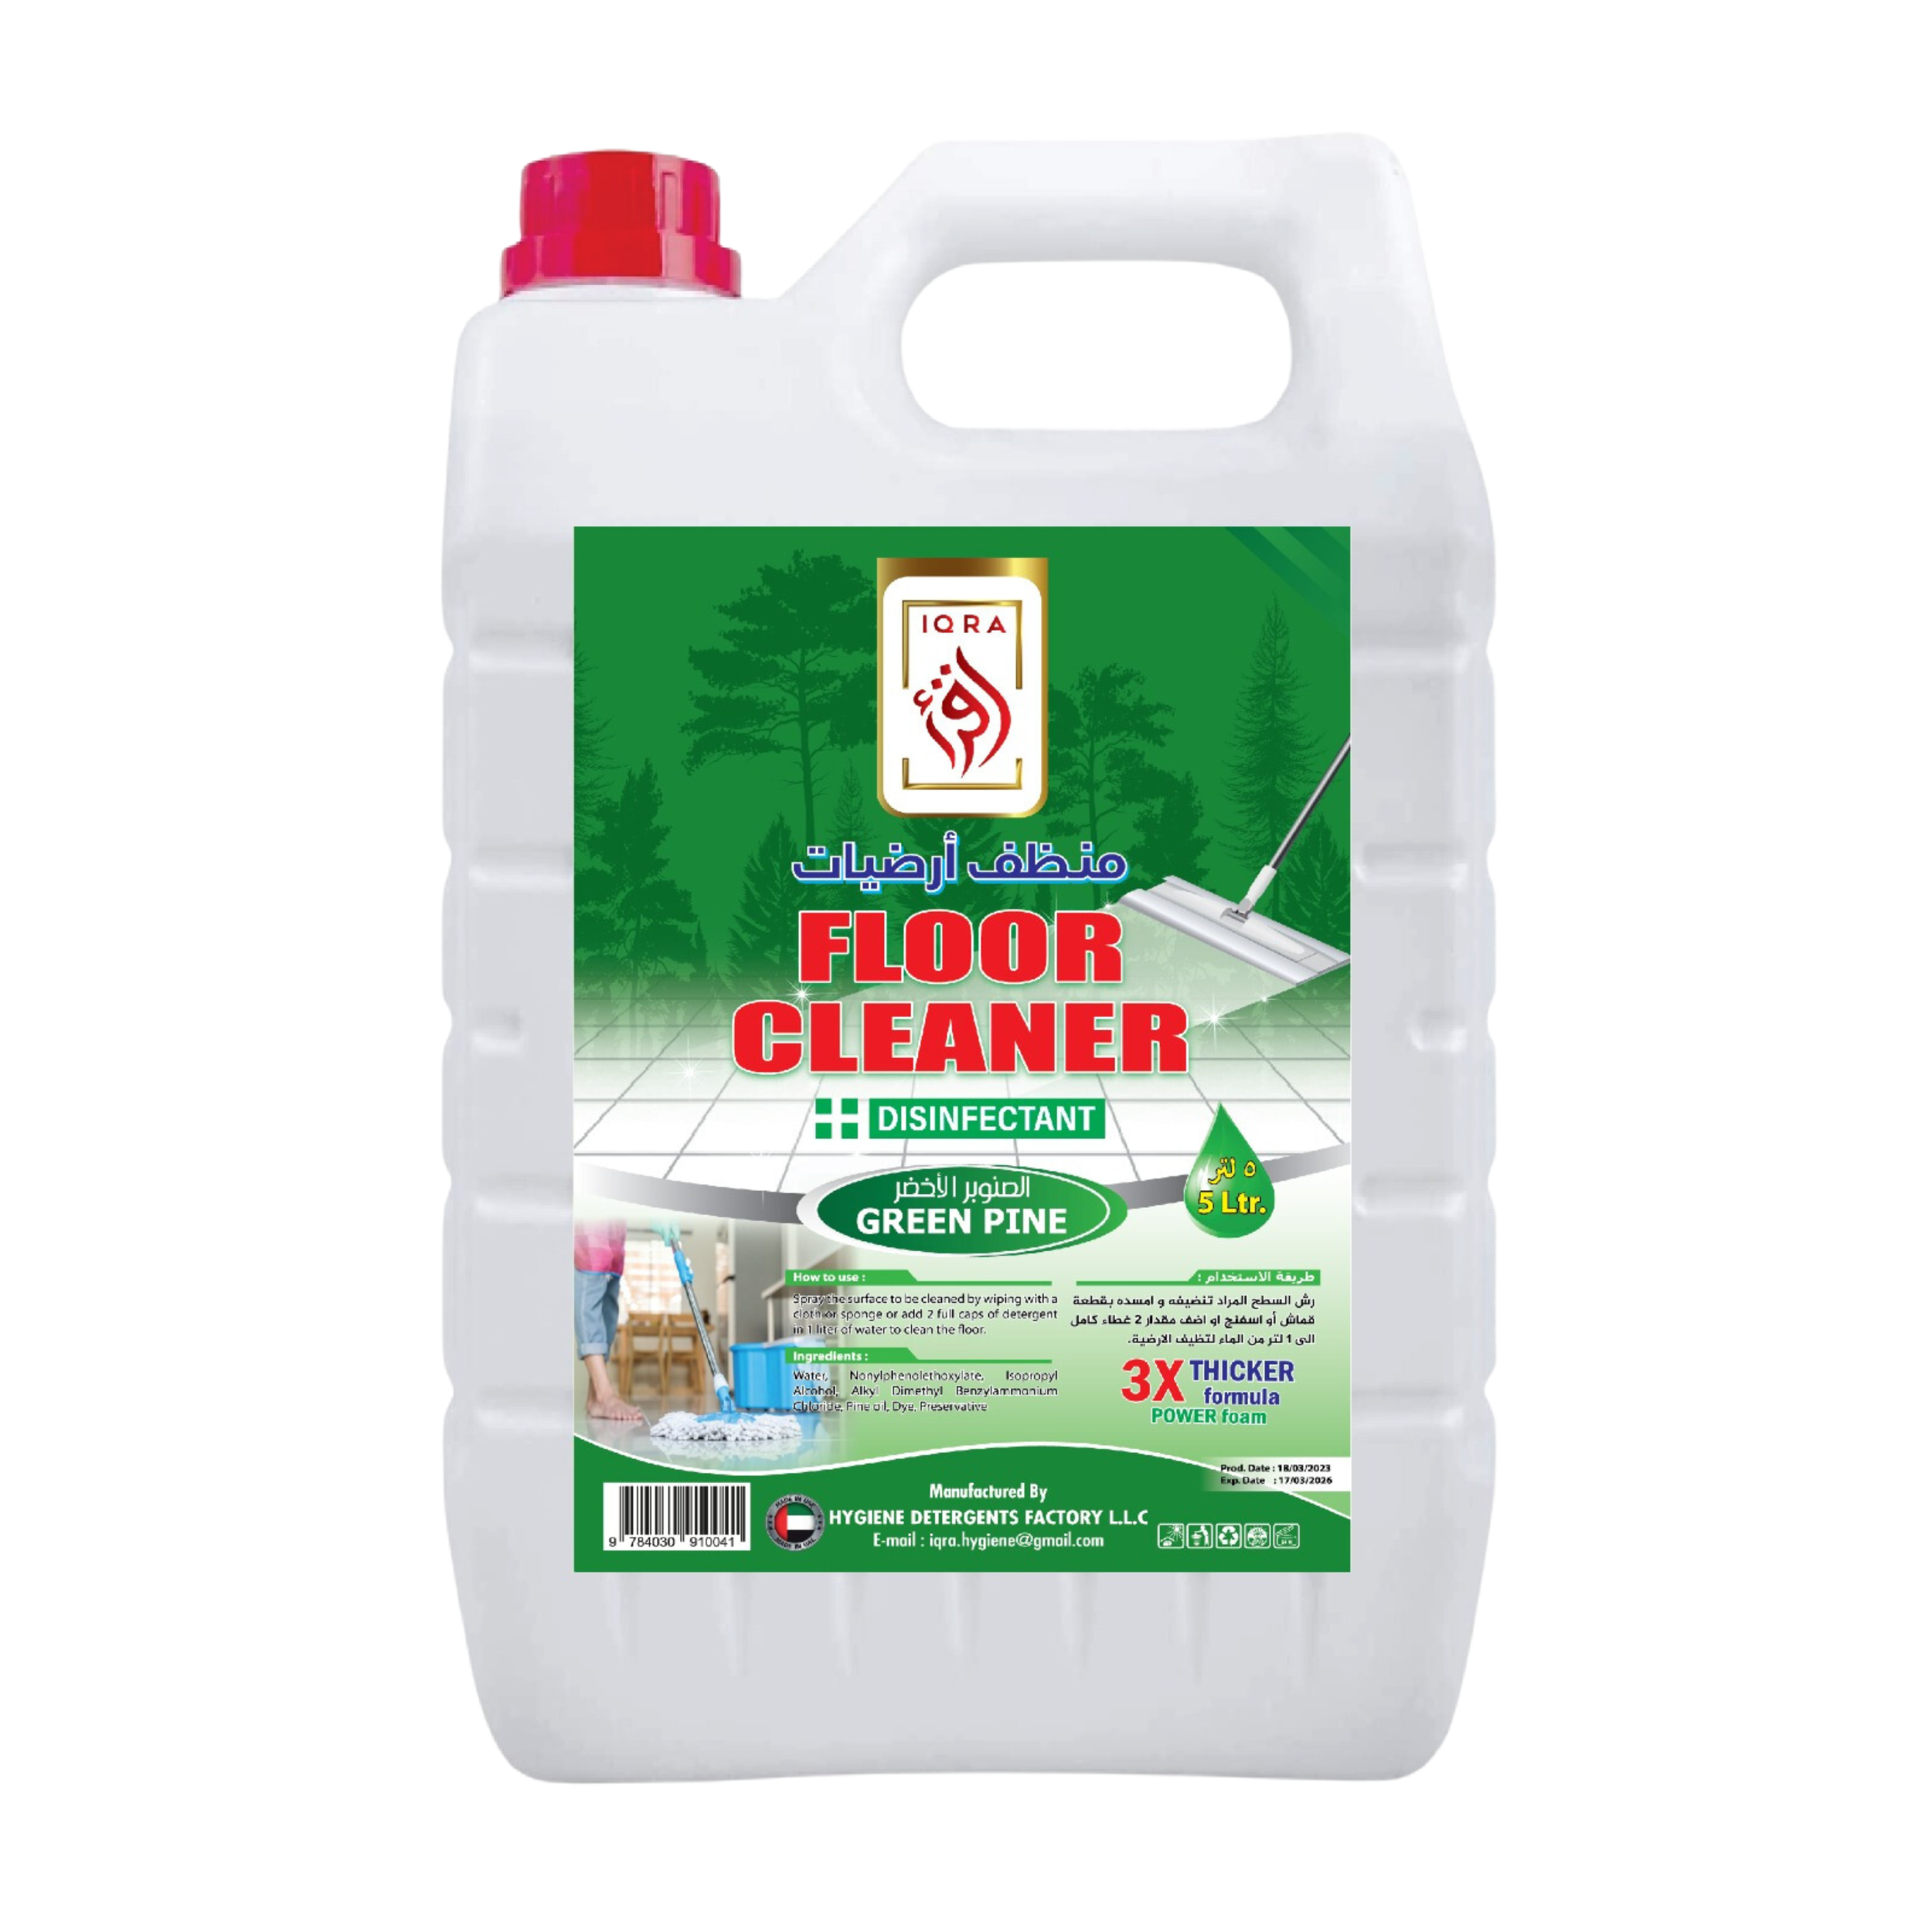 IQRA
اقرأ
منظف أرضيات
FLOOR
CLEANER
DISINFECTANT
الصنوبر الأخضر
GREEN PINE
٥ لتر
5 Ltr.
How to use :
Spray the surface to be cleaned by wiping with a
cloth or sponge or add 2 full caps of detergent
in 1 liter of water to clean the floor.
Ingredients :
Water, Nonylphenolethoxylate, Isopropyl
Alcohol, Alkyl Dimethyl Benzylammonium
Chloride, Pine oil, Dye, Preservative
طريقة الاستخدام :
رش السطح المراد تنضيفه و امسده بقطعة
قماش أو اسفنج او اضف مقدار 2 غطاء كامل
الى 1 لتر من الماء لتظيف الارضية.
3X THICKER
formula
POWER foam
Prod. Date : 18/03/2023
Exp. Date : 17/03/2026
Manufactured By
HYGIENE DETERGENTS FACTORY L.L.C
E-mail : iqra.hygiene@gmail.com
9 784030 910041